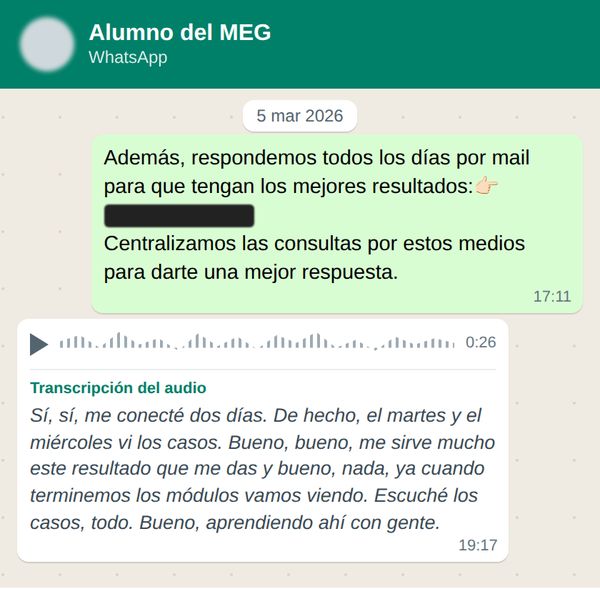 Alumno del MEG
WhatsApp
5 mar 2026
Además, respondemos todos los días por mail
para que tengan los mejores resultados:👉🏻
Centralizamos las consultas por estos medios
para darte una mejor respuesta.
17:11
0:26
Transcripción del audio
Sí, sí, me conecté dos días. De hecho, el martes y el
miércoles vi los casos. Bueno, bueno, me sirve mucho
este resultado que me das y bueno, nada, ya cuando
terminemos los módulos vamos viendo. Escuché los
casos, todo. Bueno, aprendiendo ahí con gente.
19:17